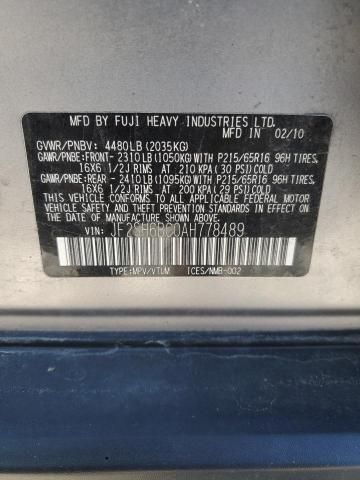 MFD BY FUJI HEAVY INDUSTRIES LTD.
MFD IN 02/10
GVWR/PNBV: 4480LB(2035KG)
GAWR/PNBE:FRONT-2310LB(1050KG)WITH P215/65R16 96H TIRES,
16X6 1/2J RIMS AT 210 KPA(30 PSI)COLD
GAWR/PNBE:REAR-2410LB(1095KG)WITH P215/65R16 96H TIRES,
16X6 1/2J RIMS AT 200 KPA(29 PSI)COLD
THIS VEHICLE CONFORMS TO ALL APPLICABLE
U.S. FEDERAL MOTOR VEHICLE SAFETY STANDARDS
IN EFFECT ON THE DATE OF MANUFACTURE SHOWN ABOVE.
VIN: JF2SH6BC0AH778489
TYPE:MPV/VTUM ICES/NMB-002